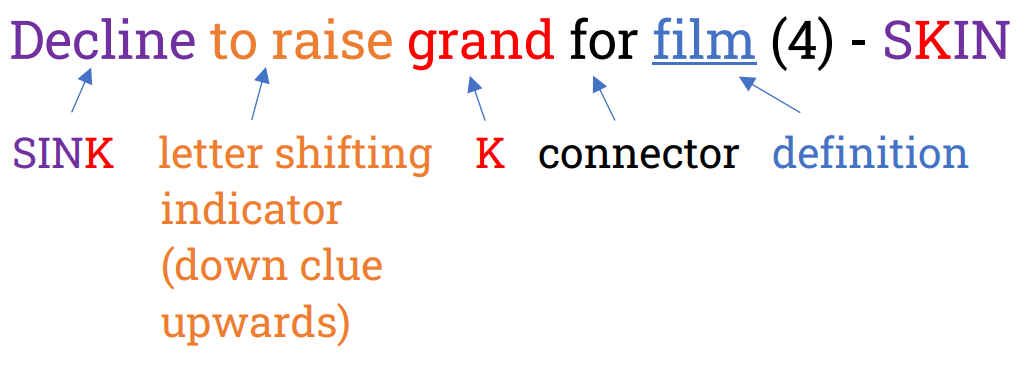 Decline to raise grand for film (4) - SKIN
SINK letter shifting K connector definition
indicator
(down clue
upwards)